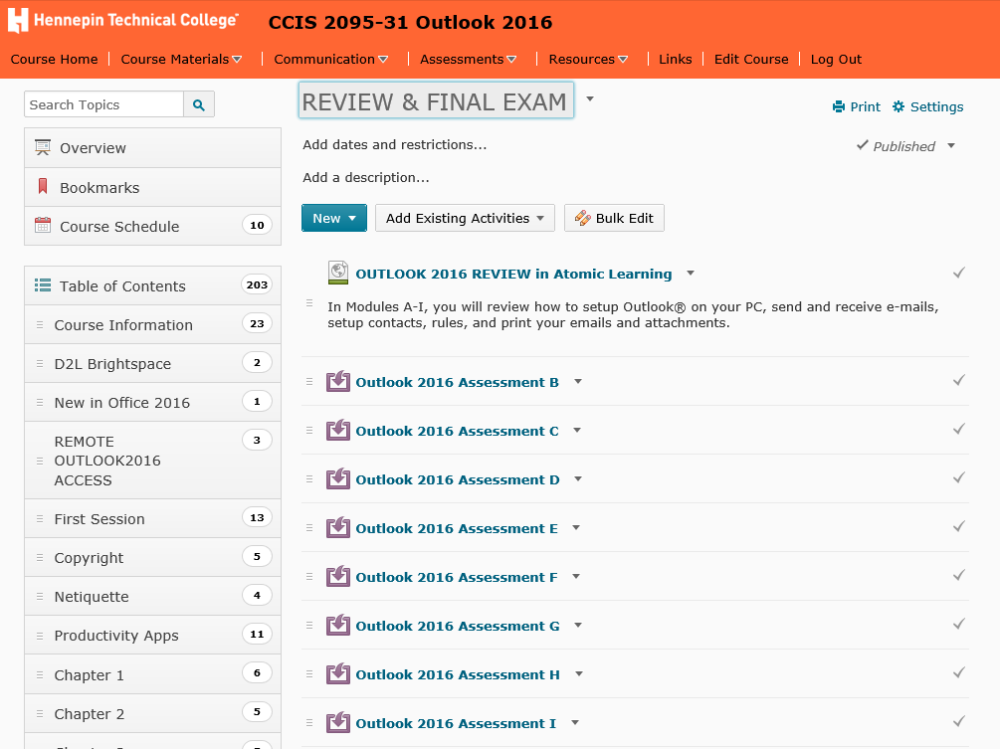 Hennepin Technical College
CCIS 2095-31 Outlook 2016
Course Home Course Materials Communication Assessments Resources Links Edit Course Log Out
Search Topics
Overview
Bookmarks
Course Schedule 10
Table of Contents 203
Course Information 23
D2L Brightspace 2
New in Office 2016 1
REMOTE 3
OUTLOOK2016
ACCESS
First Session 13
Copyright 5
Netiquette 4
Productivity Apps 11
Chapter 1 6
Chapter 2 5
REVIEW & FINAL EXAM
Print Settings
Add dates and restrictions...
Published
Add a description...
New Add Existing Activities Bulk Edit
OUTLOOK 2016 REVIEW in Atomic Learning
In Modules A-I, you will review how to setup Outlook® on your PC, send and receive e-mails,
setup contacts, rules, and print your emails and attachments.
Outlook 2016 Assessment B
Outlook 2016 Assessment C
Outlook 2016 Assessment D
Outlook 2016 Assessment E
Outlook 2016 Assessment F
Outlook 2016 Assessment G
Outlook 2016 Assessment H
Outlook 2016 Assessment I